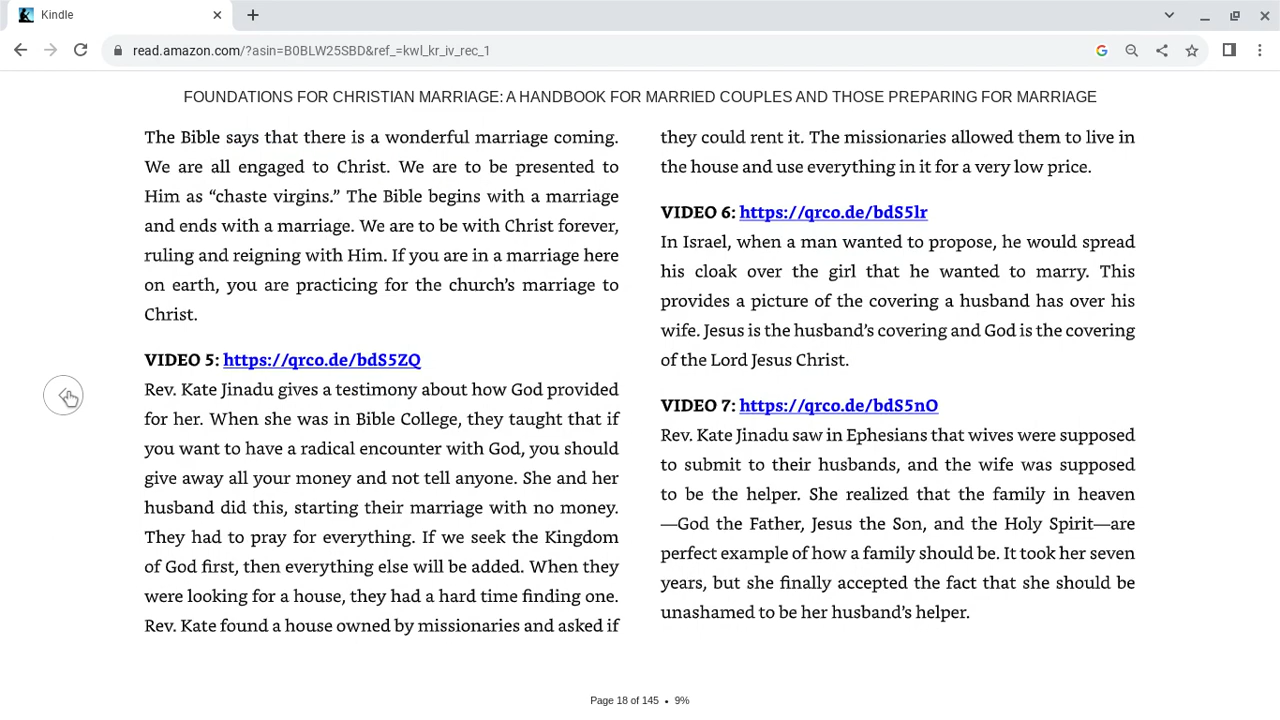 Kindle
read.amazon.com/?asin=B0BLW25SBD&ref_=kwl_kr_iv_rec_1
FOUNDATIONS FOR CHRISTIAN MARRIAGE: A HANDBOOK FOR MARRIED COUPLES AND THOSE PREPARING FOR MARRIAGE
The Bible says that there is a wonderful marriage coming.
We are all engaged to Christ. We are to be presented to
Him as “chaste virgins.” The Bible begins with a marriage
and ends with a marriage. We are to be with Christ forever,
ruling and reigning with Him. If you are in a marriage here
on earth, you are practicing for the church’s marriage to
Christ.
VIDEO 5: https://qrco.de/bdS5ZQ
Rev. Kate Jinadu gives a testimony about how God provided
for her. When she was in Bible College, they taught that if
you want to have a radical encounter with God, you should
give away all your money and not tell anyone. She and her
husband did this, starting their marriage with no money.
They had to pray for everything. If we seek the Kingdom
of God first, then everything else will be added. When they
were looking for a house, they had a hard time finding one.
Rev. Kate found a house owned by missionaries and asked if
they could rent it. The missionaries allowed them to live in
the house and use everything in it for a very low price.
VIDEO 6: https://qrco.de/bdS5lr
In Israel, when a man wanted to propose, he would spread
his cloak over the girl that he wanted to marry. This
provides a picture of the covering a husband has over his
wife. Jesus is the husband’s covering and God is the covering
of the Lord Jesus Christ.
VIDEO 7: https://qrco.de/bdS5nO
Rev. Kate Jinadu saw in Ephesians that wives were supposed
to submit to their husbands, and the wife was supposed
to be the helper. She realized that the family in heaven
—God the Father, Jesus the Son, and the Holy Spirit—are
perfect example of how a family should be. It took her seven
years, but she finally accepted the fact that she should be
unashamed to be her husband’s helper.
Page 18 of 145 • 9%